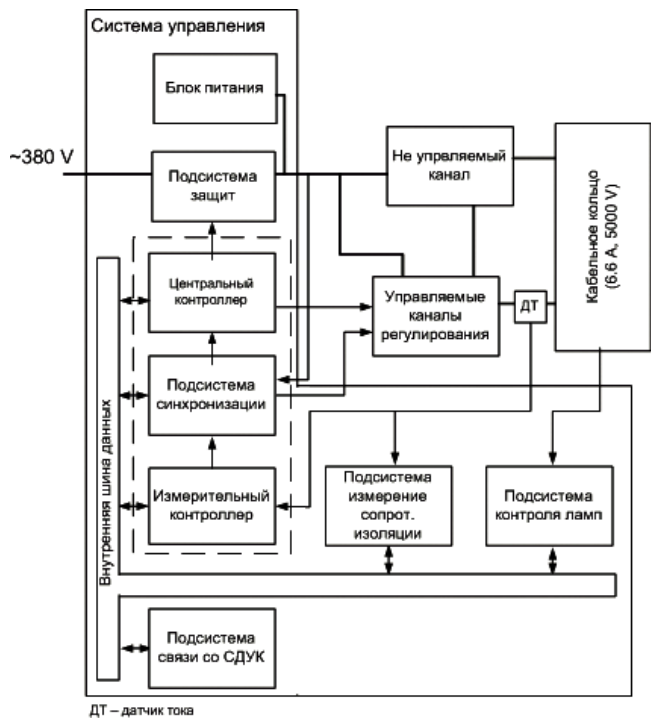 Система управления
Блок питания
~380 V
Подсистема
защит
Не упрвляемый
канал
Кабельное кольцо
(6.6 А, 5000 V)
Центральный
контроллер
Управляемые
каналы
регулирования
ДТ
Подсистема
синхронизации
Внутренняя шина данных
Измерительный
контроллер
Подсистема
измерение
сопрот.
изоляции
Подсистема
контроля ламп
Подсистема
связи со СДУК
ДТ – датчик тока